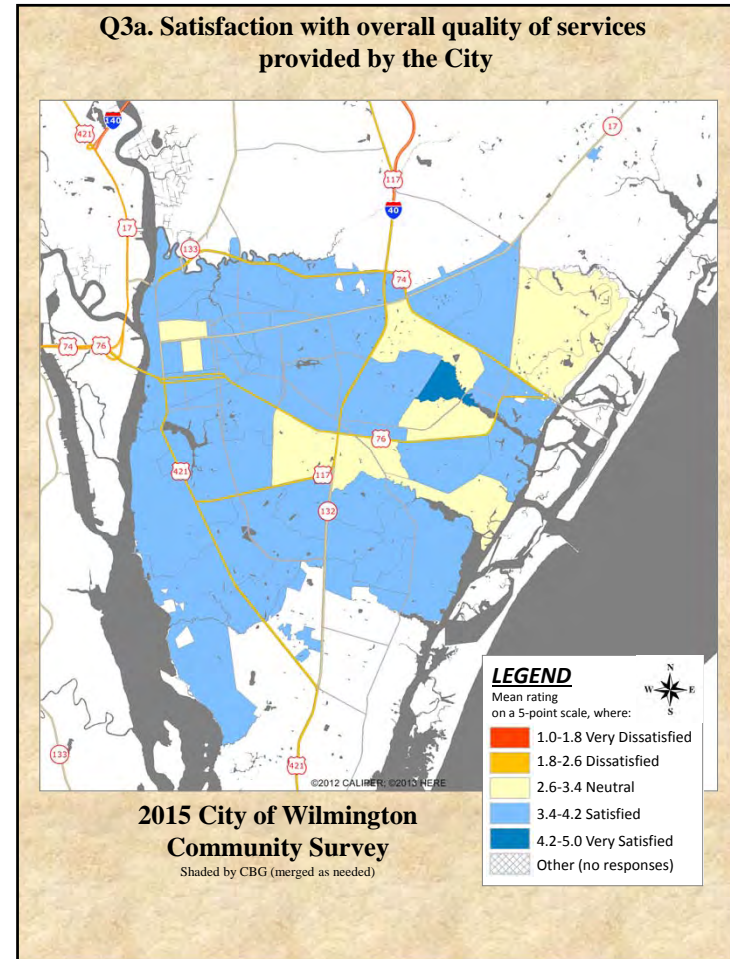 Q3a. Satisfaction with overall quality of services
provided by the City
140
421
17
117
40
17
133
74
74
76
76
421
117
132
133
421
©2012 CALIPER; ©2013 HERE
LEGEND
Mean rating
on a 5-point scale, where:
N
W E
S
1.0-1.8 Very Dissatisfied
1.8-2.6 Dissatisfied
2.6-3.4 Neutral
3.4-4.2 Satisfied
4.2-5.0 Very Satisfied
Other (no responses)
2015 City of Wilmington
Community Survey
Shaded by CBG (merged as needed)